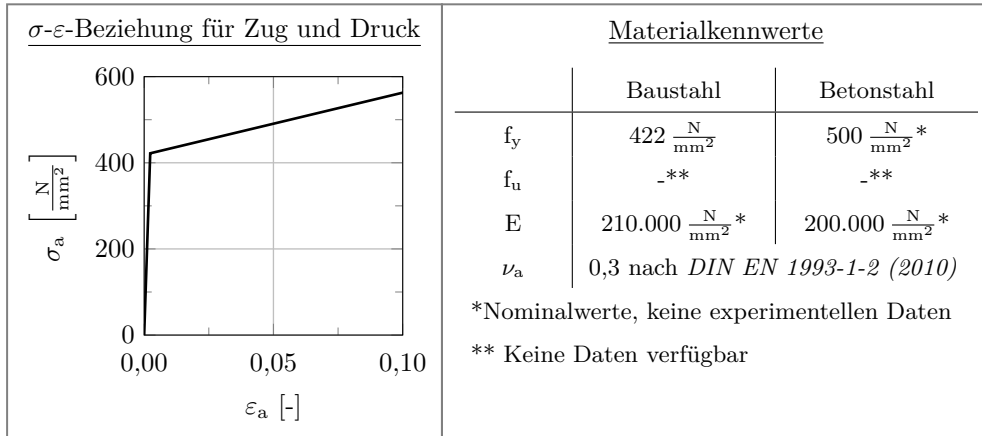 σ-ε-Beziehung für Zug und Druck
600
400
200
0
0,00 0,05 0,10
σa [N/mm²]
εa [-]
Materialkennwerte
Baustahl Betonstahl
fy 422 N/mm² 500 N/mm²*
fu -** -**
E 210.000 N/mm²* 200.000 N/mm²*
νa 0,3 nach DIN EN 1993-1-2 (2010)
*Nominalwerte, keine experimentellen Daten
** Keine Daten verfügbar